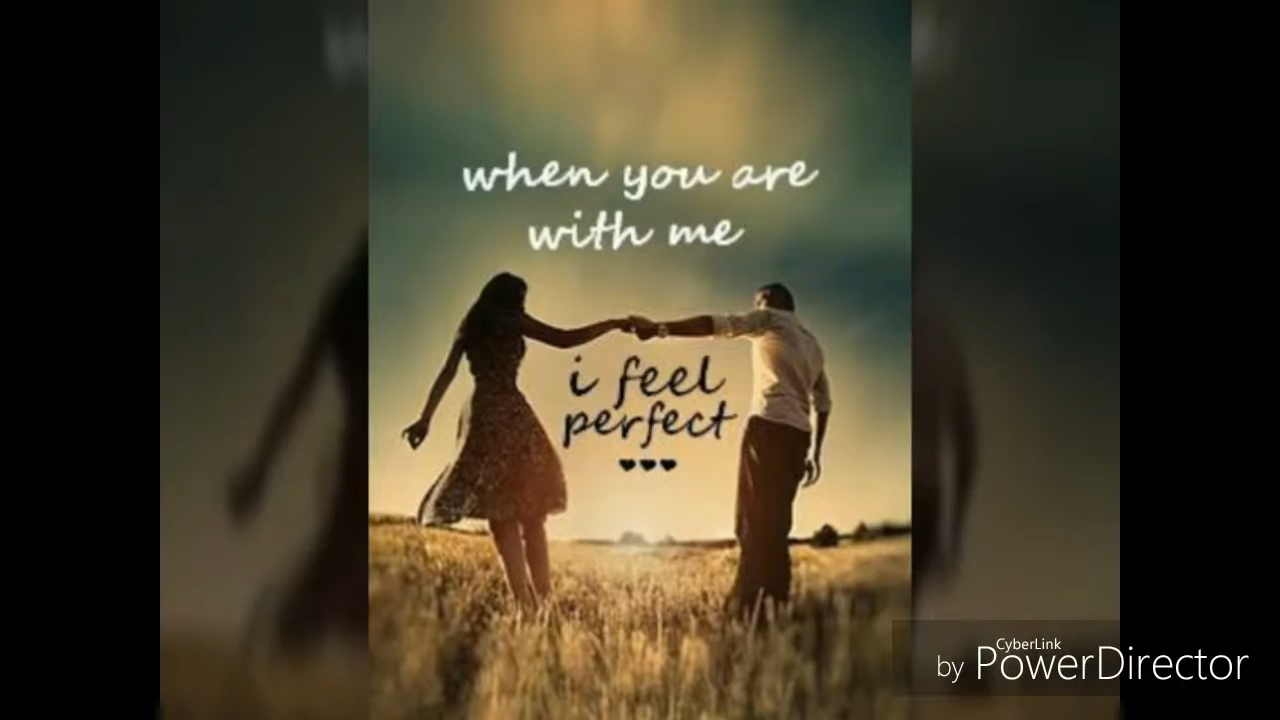 when you are
with me
i feel
perfect
♥♥♥
CyberLink
by PowerDirector